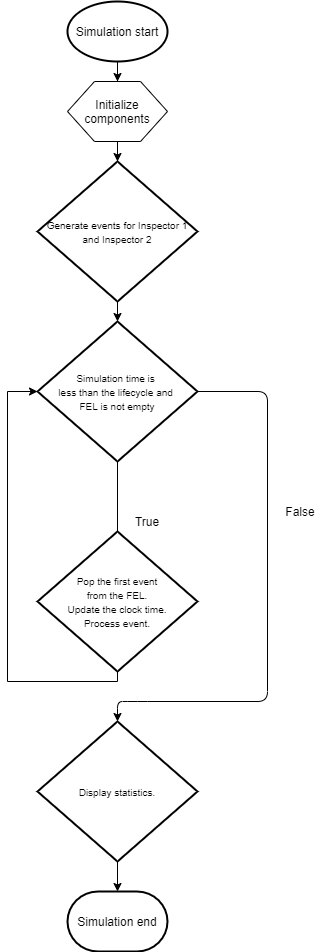 Simulation start
Initialize
components
Generate events for Inspector 1
and Inspector 2
Simulation time is
less than the lifecycle and
FEL is not empty
True
False
Pop the first event
from the FEL.
Update the clock time.
Process event.
Display statistics.
Simulation end